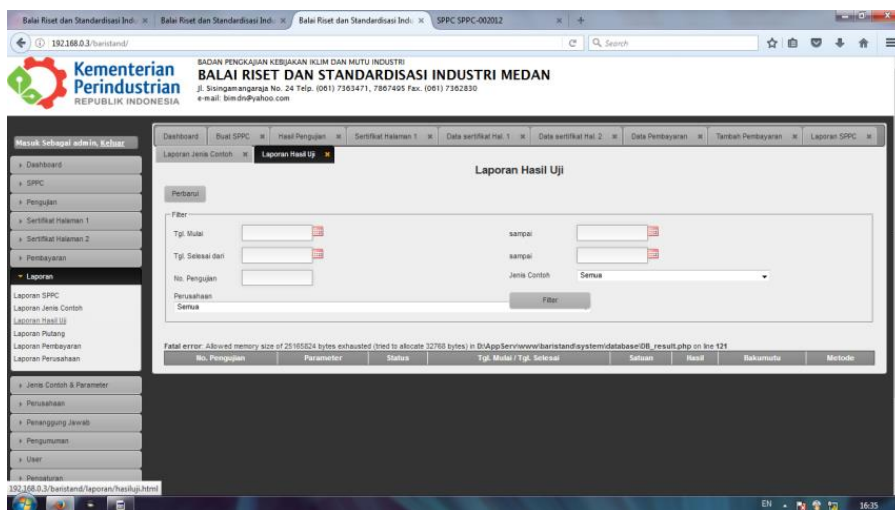 Balai Riset dan Standardisasi Indu
Balai Riset dan Standardisasi Indu
Balai Riset dan Standardisasi Indu
SPPC SPPC-002012
192.168.0.3/baristand/
Search
Kementerian
Perindustrian
REPUBLIK INDONESIA
BADAN PENGKAJIAN KEBIJAKAN IKLIM DAN MUTU INDUSTRI
BALAI RISET DAN STANDARDISASI INDUSTRI MEDAN
Jl. Sisingamangaraja No. 24 Telp. (061) 7363471, 7867495 Fax. (061) 7362830
e-mail: bimdn@yahoo.com
Masuk Sebagai admin, Keluar
Dashboard
SPPC
Pengujian
Sertifikat Halaman 1
Sertifikat Halaman 2
Pembayaran
Laporan
Laporan SPPC
Laporan Jenis Contoh
Laporan Hasil Uji
Laporan Piutang
Laporan Pembayaran
Laporan Perusahaan
Jenis Contoh & Parameter
Perusahaan
Penanggung Jawab
Pengumuman
User
Pengaturan
192.168.0.3/baristand/laporan/hasiluji.html
Dashboard Buat SPPC Hasil Pengujian Sertifikat Halaman 1 Data sertifikat Hal. 1 Data sertifikat Hal. 2 Data Pembayaran Tambah Pembayaran Laporan SPPC
Laporan Jenis Contoh Laporan Hasil Uji
Laporan Hasil Uji
Perbarui
Filter
Tgl. Mulai sampai
Tgl. Selesai dari sampai
No. Pengujian Jenis Contoh Semua
Perusahaan
Semua
Filter
Fatal error: Allowed memory size of 25165824 bytes exhausted (tried to allocate 32768 bytes) in D:\AppServ\www\baristand\system\database\DB_result.php on line 121
No. Pengujian Parameter Status Tgl. Mulai / Tgl. Selesai Satuan Hasil Bakumutu Metode
EN 16:35